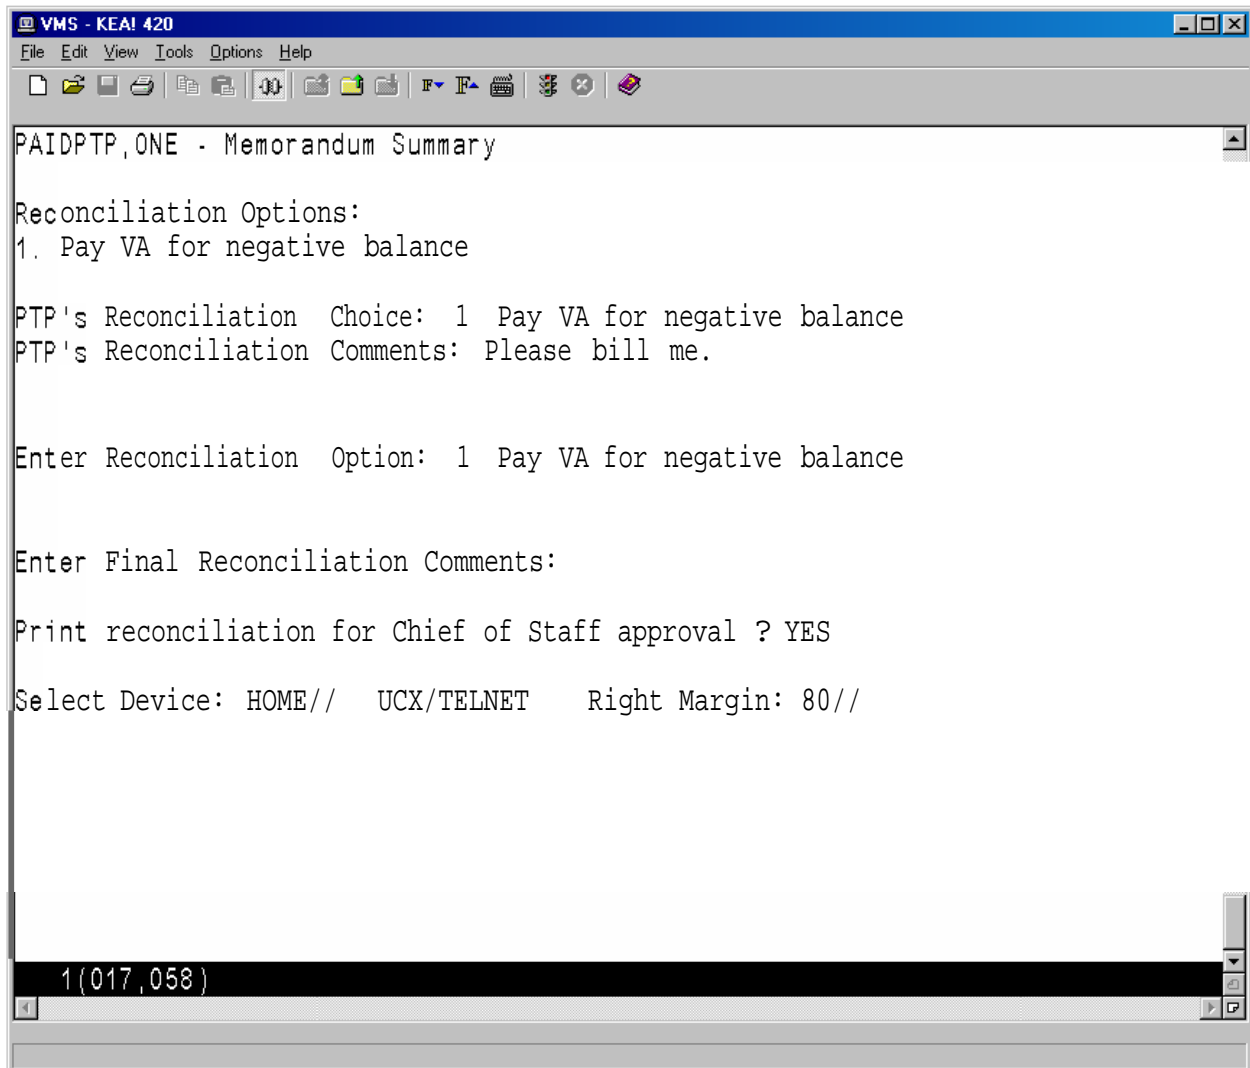 VMS - KEA! 420
File Edit View Tools Options Help
PAIDPTP,ONE - Memorandum Summary
Reconciliation Options:
1. Pay VA for negative balance
PTP's Reconciliation Choice: 1 Pay VA for negative balance
PTP's Reconciliation Comments: Please bill me.
Enter Reconciliation Option: 1 Pay VA for negative balance
Enter Final Reconciliation Comments:
Print reconciliation for Chief of Staff approval ? YES
Select Device: HOME// UCX/TELNET Right Margin: 80//
1(017,058)